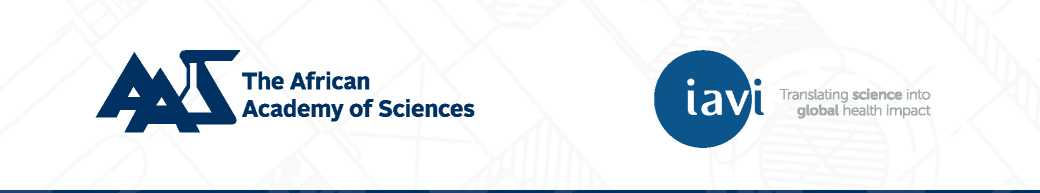 AAS
The African
Academy of Sciences
iavi
Translating science into
global health impact